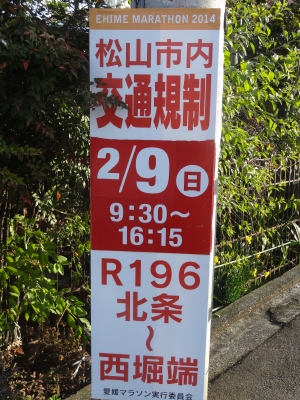 EHIME MARATHON 2014
松山市内
交通規制
2/9日
9:30～
16:15
R196
北条
～
西堀端
愛媛マラソン実行委員会